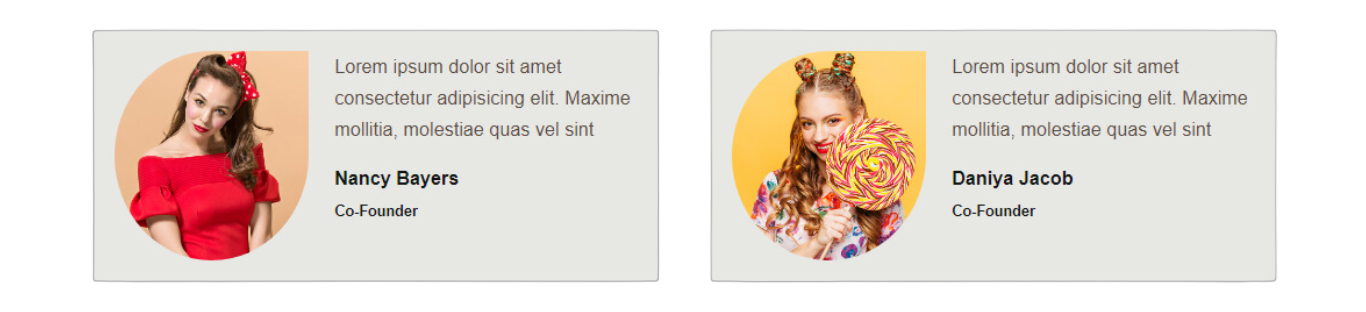 Lorem ipsum dolor sit amet
consectetur adipisicing elit. Maxime
mollitia, molestiae quas vel sint
Nancy Bayers
Co-Founder
Lorem ipsum dolor sit amet
consectetur adipisicing elit. Maxime
mollitia, molestiae quas vel sint
Daniya Jacob
Co-Founder